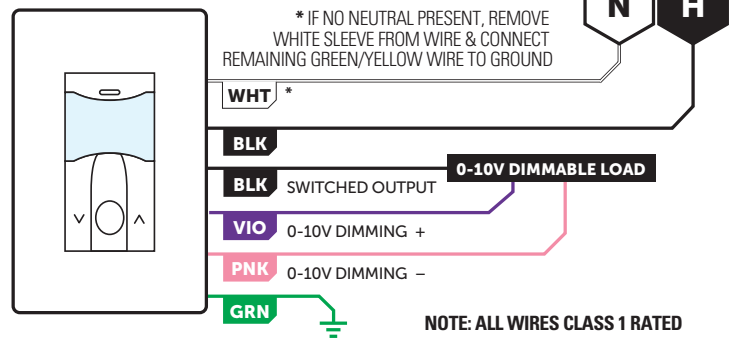 N H
* IF NO NEUTRAL PRESENT, REMOVE
WHITE SLEEVE FROM WIRE & CONNECT
REMAINING GREEN/YELLOW WIRE TO GROUND
WHT *
BLK
0-10V DIMMABLE LOAD
BLK SWITCHED OUTPUT
VIO 0-10V DIMMING +
PNK 0-10V DIMMING –
GRN
NOTE: ALL WIRES CLASS 1 RATED